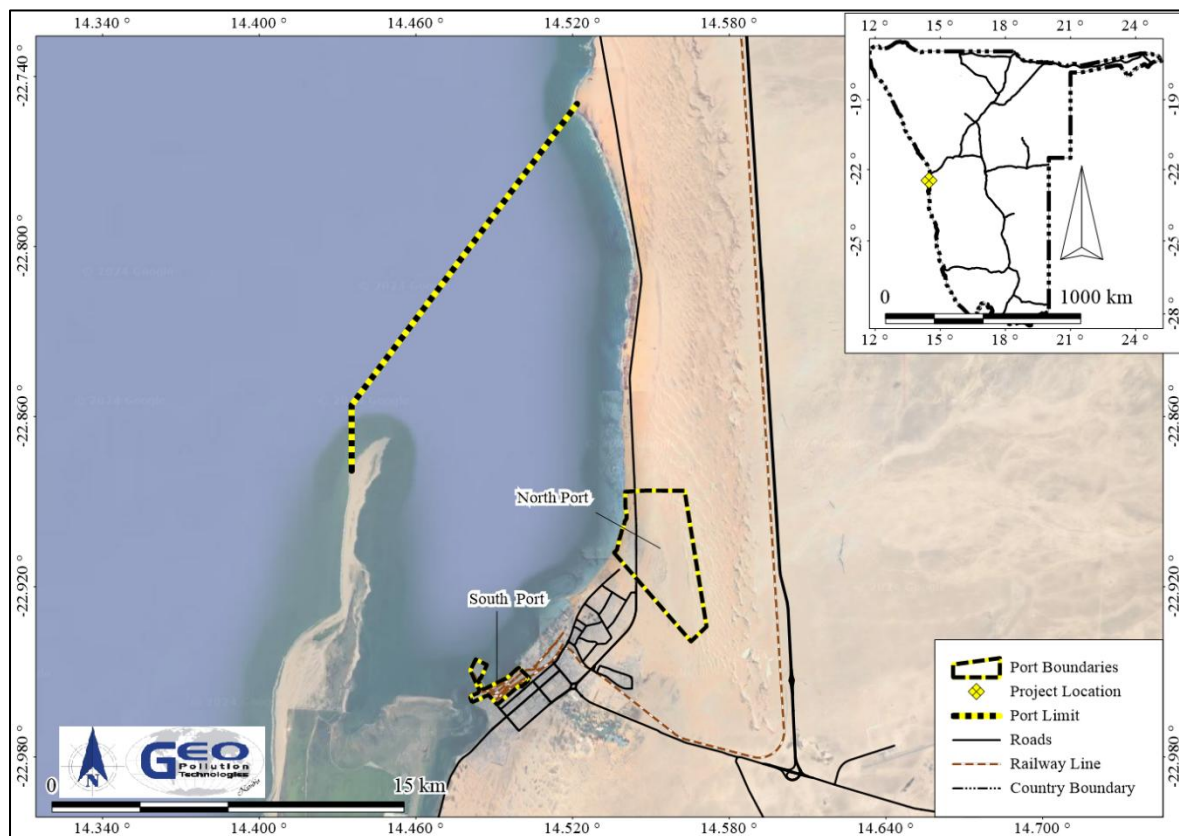 14.340 °
14.400 °
14.460 °
14.520 °
14.580 °
-22.740 °
-22.800 °
-22.860 °
-22.920 °
-22.980 °
12 °
15 °
18 °
21 °
24 °
-19 °
-22 °
-25 °
-28 °
0
1000 km
12 °
15 °
18 °
21 °
24 °
-19 °
-22 °
-25 °
-28 °
North Port
South Port
-22.860 °
-22.920 °
-22.980 °
Port Boundaries
Project Location
Port Limit
Roads
Railway Line
Country Boundary
N
GEO
Pollution
Technologies
0
15 km
14.340 °
14.400 °
14.460 °
14.520 °
14.580 °
14.640 °
14.700 °